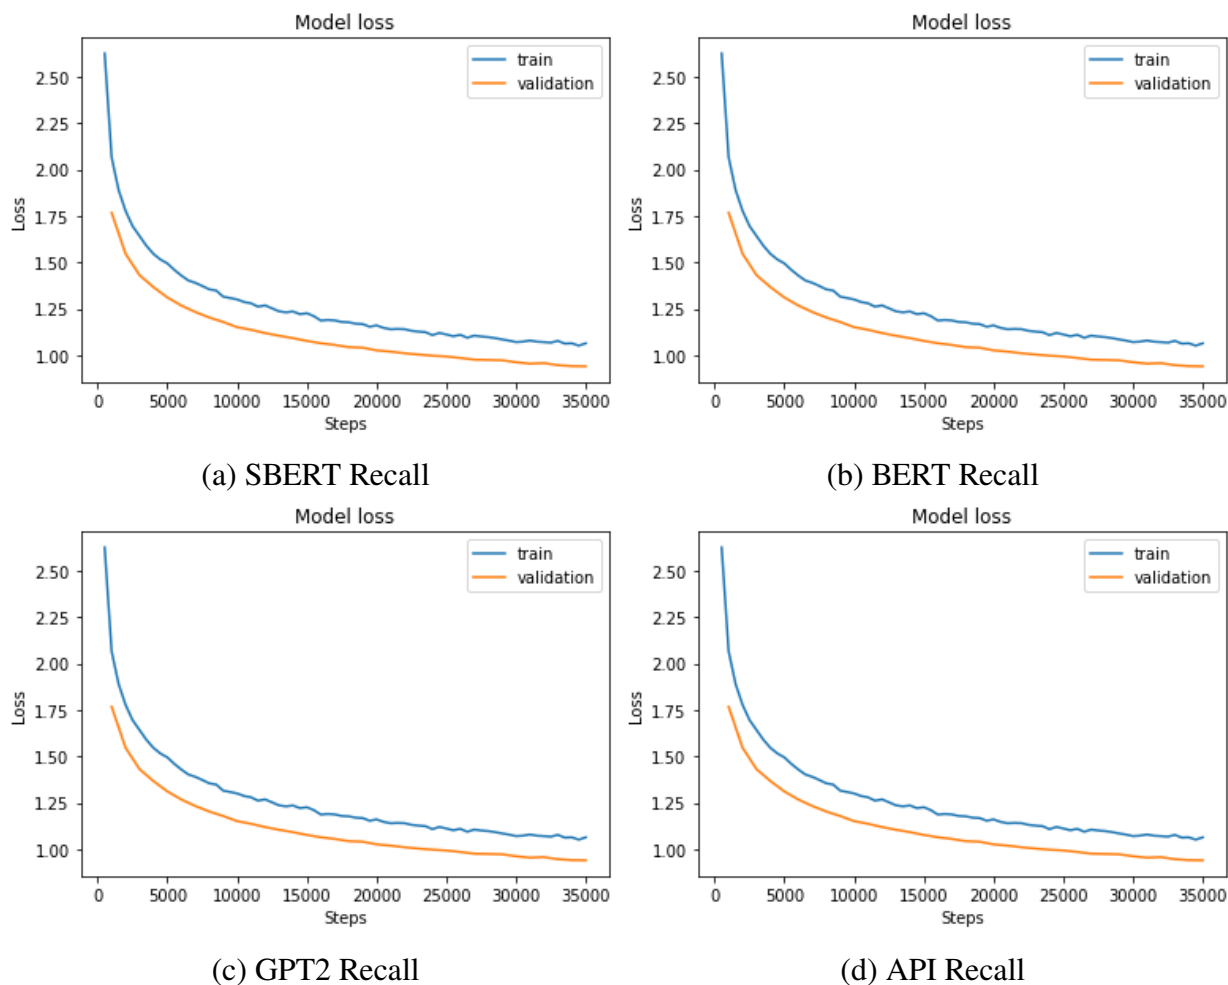 Model loss
train
validation
2.50
2.25
2.00
1.75
1.50
1.25
1.00
Loss
0 5000 10000 15000 20000 25000 30000 35000
Steps
(a) SBERT Recall
Model loss
train
validation
2.50
2.25
2.00
1.75
1.50
1.25
1.00
Loss
0 5000 10000 15000 20000 25000 30000 35000
Steps
(b) BERT Recall
Model loss
train
validation
2.50
2.25
2.00
1.75
1.50
1.25
1.00
Loss
0 5000 10000 15000 20000 25000 30000 35000
Steps
(c) GPT2 Recall
Model loss
train
validation
2.50
2.25
2.00
1.75
1.50
1.25
1.00
Loss
0 5000 10000 15000 20000 25000 30000 35000
Steps
(d) API Recall